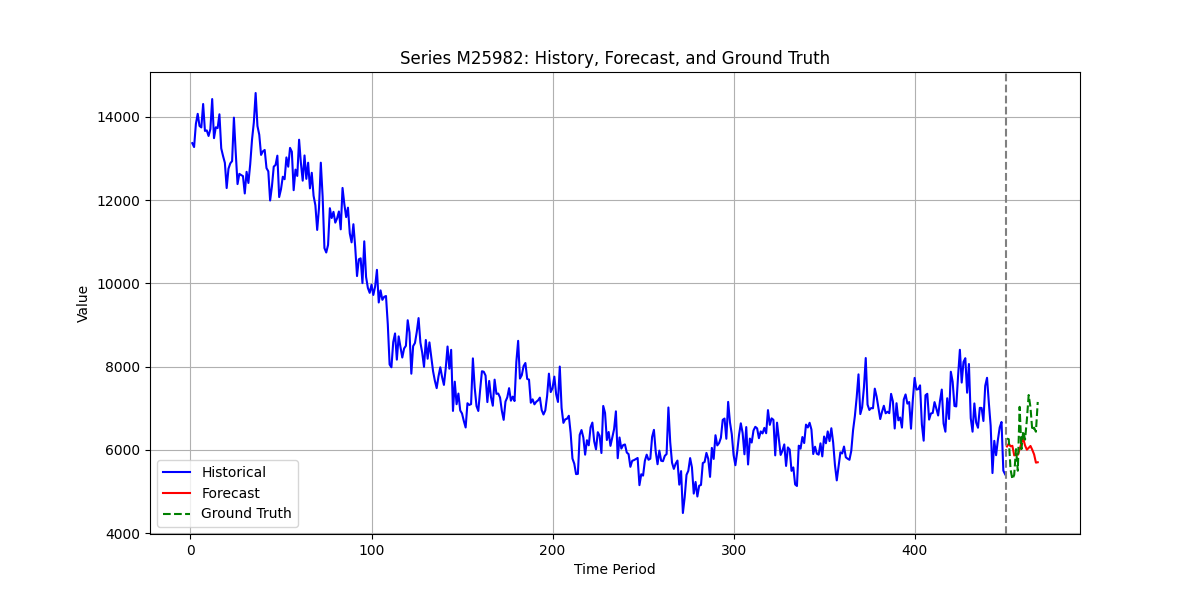 Series M25982: History, Forecast, and Ground Truth
Value
14000
12000
10000
8000
6000
4000
Historical
Forecast
Ground Truth
0
100
200
300
400
Time Period